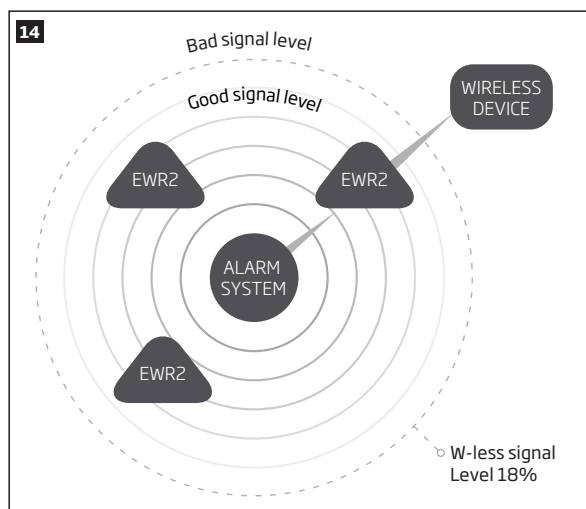 14
Bad signal level
Good signal level
WIRELESS
DEVICE
EWR2
EWR2
ALARM
SYSTEM
EWR2
W-less signal
Level 18%